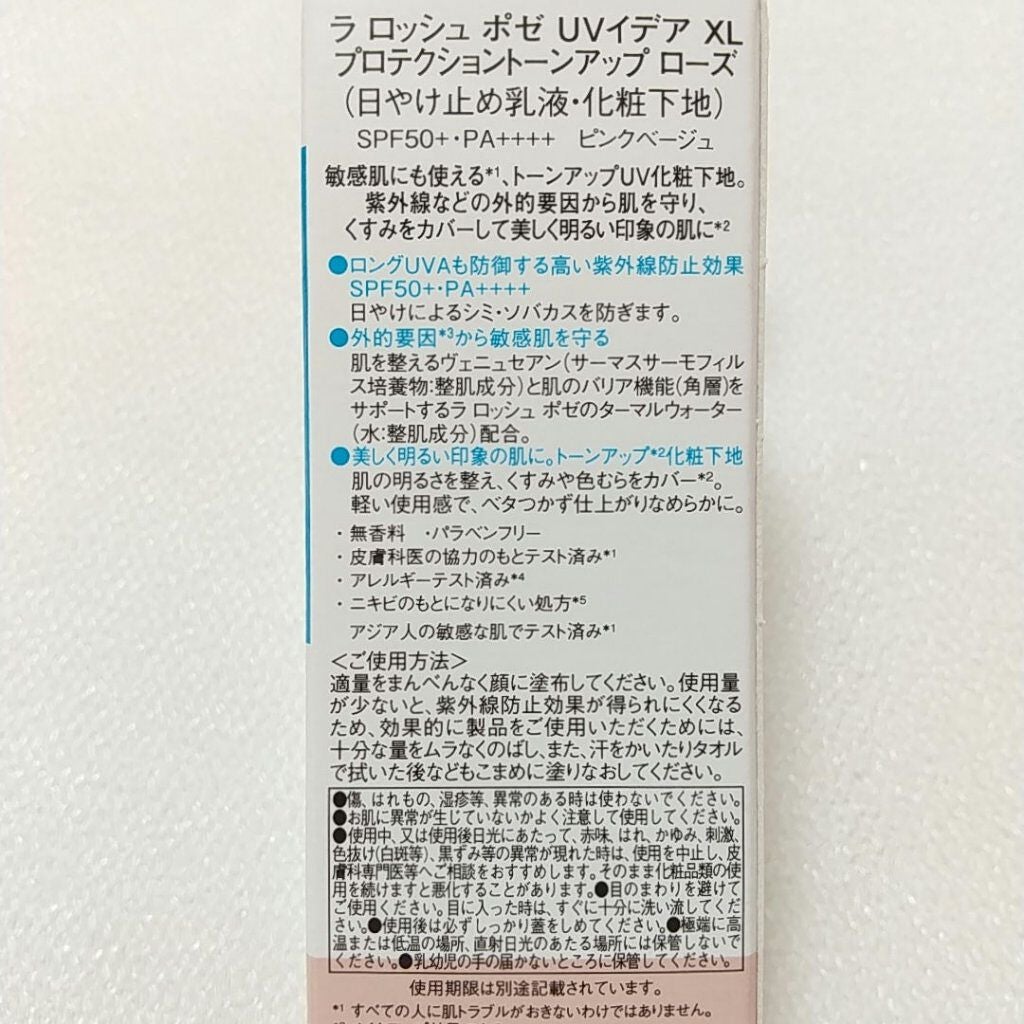 ラ ロッシュ ポゼ UVイデア XL
プロテクショントーンアップ ローズ
(日やけ止め乳液・化粧下地)
SPF50+・PA++++ ピンクベージュ
敏感肌にも使える*1、トーンアップUV化粧下地。
紫外線などの外的要因から肌を守り、
くすみをカバーして美しく明るい印象の肌に*2
●ロングUVAも防御する高い紫外線防止効果
SPF50+・PA++++
日やけによるシミ・ソバカスを防ぎます。
●外的要因*3から敏感肌を守る
肌を整えるヴェニュセアン(サーマスサーモフィル
ス培養物:整肌成分)と肌のバリア機能(角層)を
サポートするラ ロッシュ ポゼのターマルウォーター
(水:整肌成分)配合。
●美しく明るい印象の肌に。トーンアップ*2化粧下地
肌の明るさを整え、くすみや色むらをカバー*2。
軽い使用感で、ベタつかず仕上がりなめらかに。
・無香料 ・パラベンフリー
・皮膚科医の協力のもとテスト済み*1
・アレルギーテスト済み*4
・ニキビのもとになりにくい処方*5
アジア人の敏感な肌でテスト済み*1
<ご使用方法>
適量をまんべんなく顔に塗布してください。使用量
が少ないと、紫外線防止効果が得られにくくなる
ため、効果的に製品をご使用いただくためには、
十分な量をムラなくのばし、また、汗をかいたりタオル
で拭いた後などもこまめに塗りなおしてください。
●傷、はれもの、湿疹等、異常のある時は使わないでください。
●お肌に異常が生じていないかよく注意して使用してください。
●使用中、又は使用後日光にあたって、赤味、はれ、かゆみ、刺激、
色抜け(白斑等)、黒ずみ等の異常が現れた時は、使用を中止し、皮
膚科専門医等へご相談をおすすめします。そのまま化粧品類の使
用を続けますと悪化することがあります。●目のまわりを避けて
ご使用ください。目に入った時は、すぐに十分に洗い流してくだ
さい。●使用後は必ずしっかり蓋をしめてください。●極端に高
温または低温の場所、直射日光のあたる場所には保管しないで
ください。●乳幼児の手の届かないところに保管してください。
使用期限は別途記載されています。
*1 すべての人に肌トラブルがおきないわけではありません。